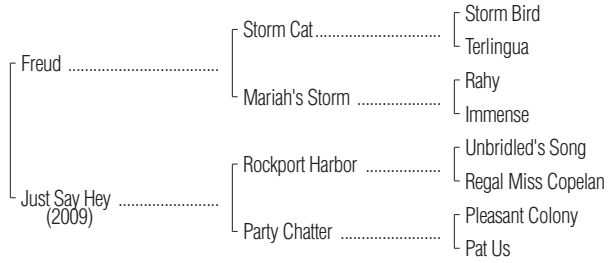 Storm Bird
Storm Cat
Terlingua
Freud
Rahy
Mariah's Storm
Immense
Unbridled's Song
Rockport Harbor
Regal Miss Copelan
Just Say Hey
(2009)
Pleasant Colony
Party Chatter
Pat Us